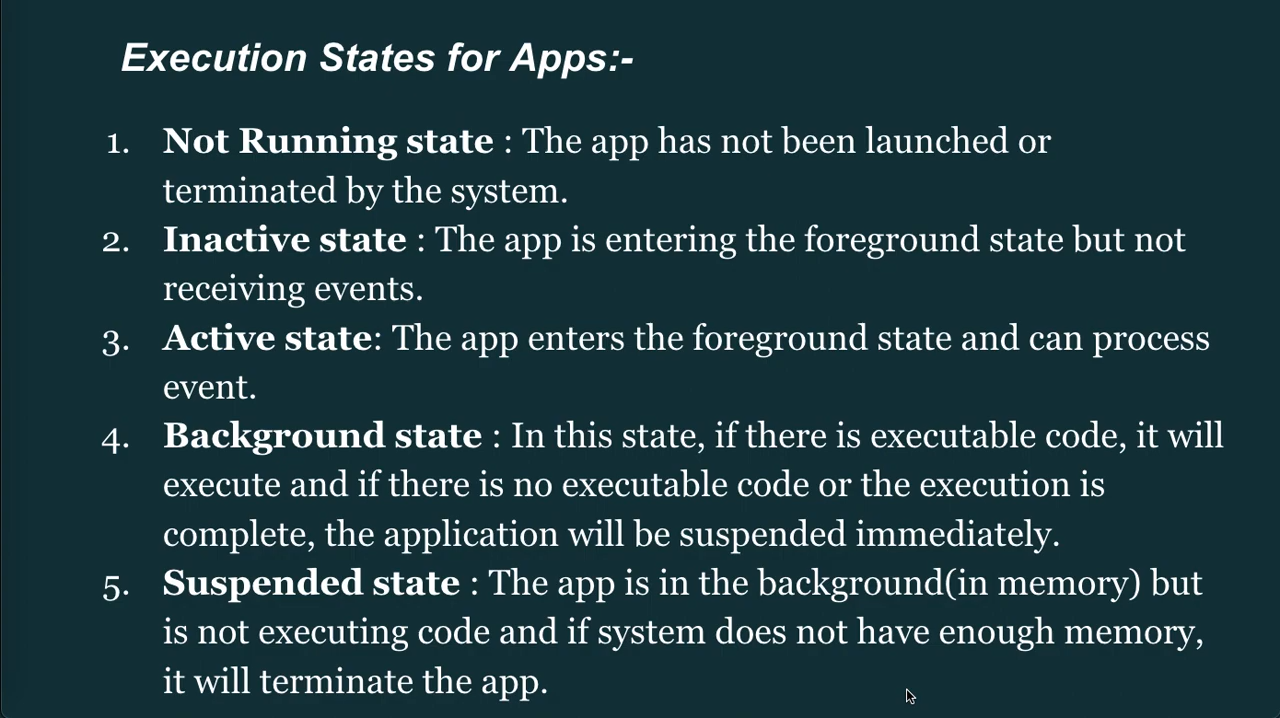 Execution States for Apps:-
1. Not Running state : The app has not been launched or
terminated by the system.
2. Inactive state : The app is entering the foreground state but not
receiving events.
3. Active state: The app enters the foreground state and can process
event.
4. Background state : In this state, if there is executable code, it will
execute and if there is no executable code or the execution is
complete, the application will be suspended immediately.
5. Suspended state : The app is in the background(in memory) but
is not executing code and if system does not have enough memory,
it will terminate the app.